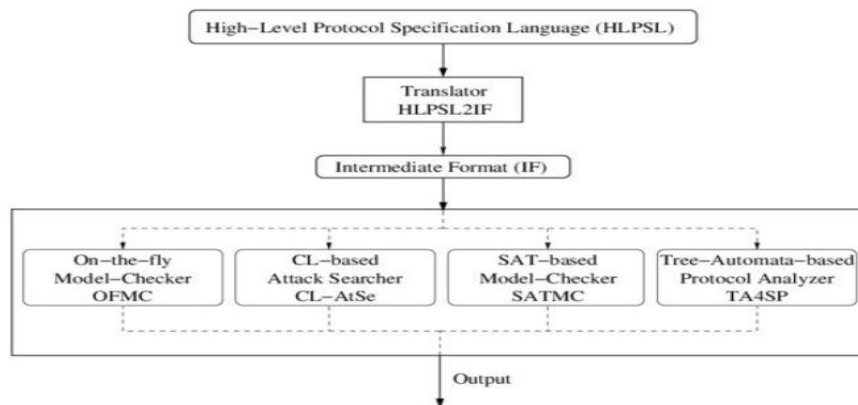 High-Level Protocol Specification Language (HLPSL)
Translator
HLPSL2IF
Intermediate Format (IF)
On-the-fly
Model-Checker
OFMC
CL-based
Attack Searcher
CL-AtSe
SAT-based
Model-Checker
SATMC
Tree-Automata-based
Protocol Analyzer
TA4SP
Output